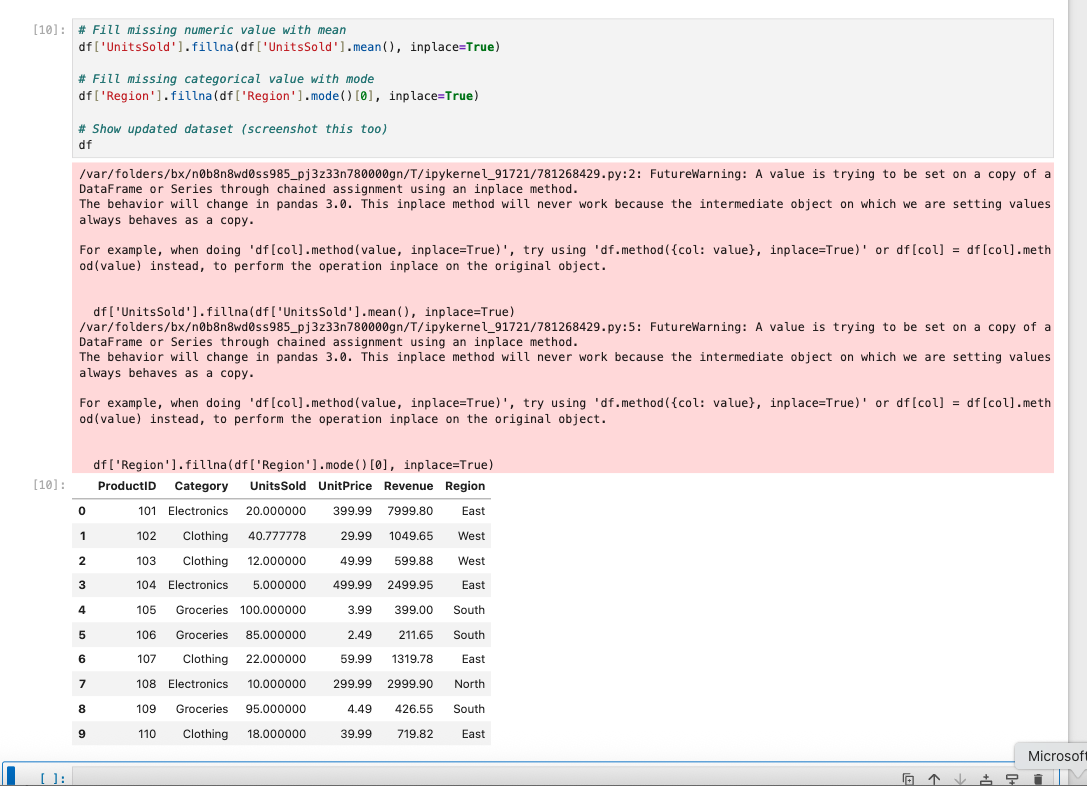 [10]: # Fill missing numeric value with mean
df['UnitsSold'].fillna(df['UnitsSold'].mean(), inplace=True)
# Fill missing categorical value with mode
df['Region'].fillna(df['Region'].mode()[0], inplace=True)
# Show updated dataset (screenshot this too)
df
/var/folders/bx/n0b8n8wd0ss985_pj3z33n780000gn/T/ipykernel_91721/781268429.py:2: FutureWarning: A value is trying to be set on a copy of a
DataFrame or Series through chained assignment using an inplace method.
The behavior will change in pandas 3.0. This inplace method will never work because the intermediate object on which we are setting values
always behaves as a copy.
For example, when doing 'df[col].method(value, inplace=True)', try using 'df.method({col: value}, inplace=True)' or df[col] = df[col].meth
od(value) instead, to perform the operation inplace on the original object.
df['UnitsSold'].fillna(df['UnitsSold'].mean(), inplace=True)
/var/folders/bx/n0b8n8wd0ss985_pj3z33n780000gn/T/ipykernel_91721/781268429.py:5: FutureWarning: A value is trying to be set on a copy of a
DataFrame or Series through chained assignment using an inplace method.
The behavior will change in pandas 3.0. This inplace method will never work because the intermediate object on which we are setting values
always behaves as a copy.
For example, when doing 'df[col].method(value, inplace=True)', try using 'df.method({col: value}, inplace=True)' or df[col] = df[col].meth
od(value) instead, to perform the operation inplace on the original object.
df['Region'].fillna(df['Region'].mode()[0], inplace=True)
[10]: ProductID Category UnitsSold UnitPrice Revenue Region
0 101 Electronics 20.000000 399.99 7999.80 East
1 102 Clothing 40.777778 29.99 1049.65 West
2 103 Clothing 12.000000 49.99 599.88 West
3 104 Electronics 5.000000 499.99 2499.95 East
4 105 Groceries 100.000000 3.99 399.00 South
5 106 Groceries 85.000000 2.49 211.65 South
6 107 Clothing 22.000000 59.99 1319.78 East
7 108 Electronics 10.000000 299.99 2999.90 North
8 109 Groceries 95.000000 4.49 426.55 South
9 110 Clothing 18.000000 39.99 719.82 East
Microsoft
[ ]: